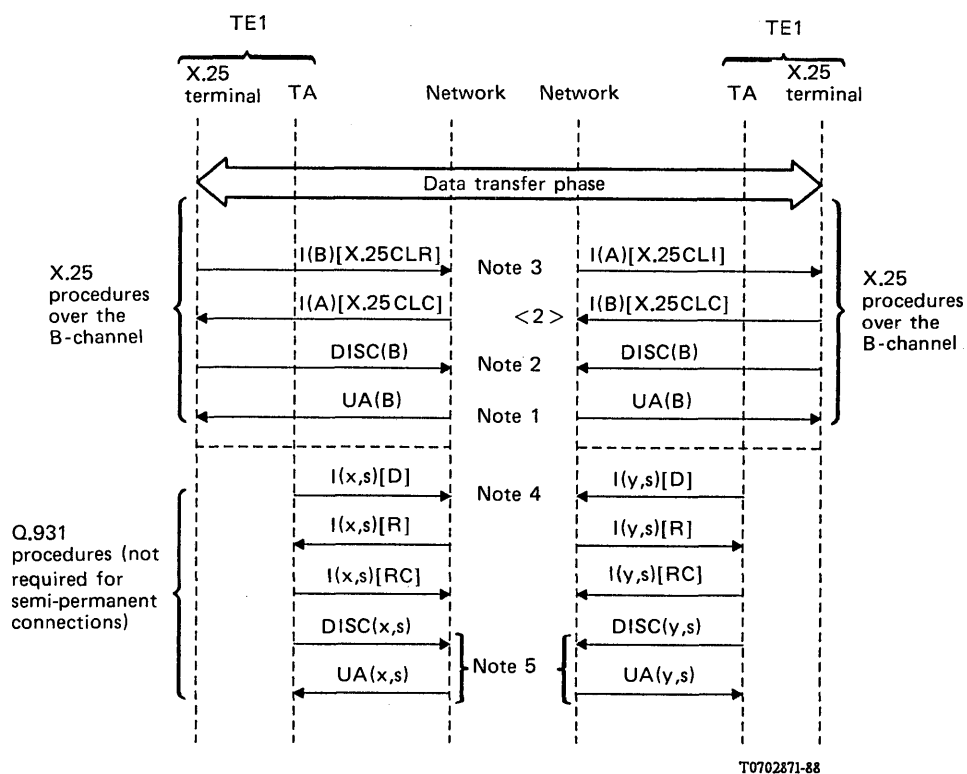 TE1
TE1
X.25
terminal
TA
Network
Network
TA
X.25
terminal
Data transfer phase
X.25
procedures
over the
B-channel
I(B)[X.25CLR]
Note 3
I(A)[X.25CLI]
I(A)[X.25CLC]
<2>
I(B)[X.25CLC]
DISC(B)
Note 2
DISC(B)
UA(B)
Note 1
UA(B)
X.25
procedures
over the
B-channel
Q.931
procedures (not
required for
semi-permanent
connections)
I(x,s)[D]
Note 4
I(y,s)[D]
I(x,s)[R]
I(y,s)[R]
I(x,s)[RC]
I(y,s)[RC]
DISC(x,s)
Note 5
DISC(y,s)
UA(x,s)
UA(y,s)
T0702871-88